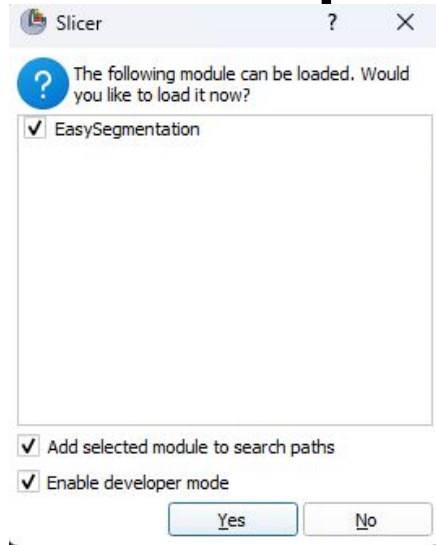 Slicer
The following module can be loaded. Would
you like to load it now?
EasySegmentation
Add selected module to search paths
Enable developer mode
Yes No